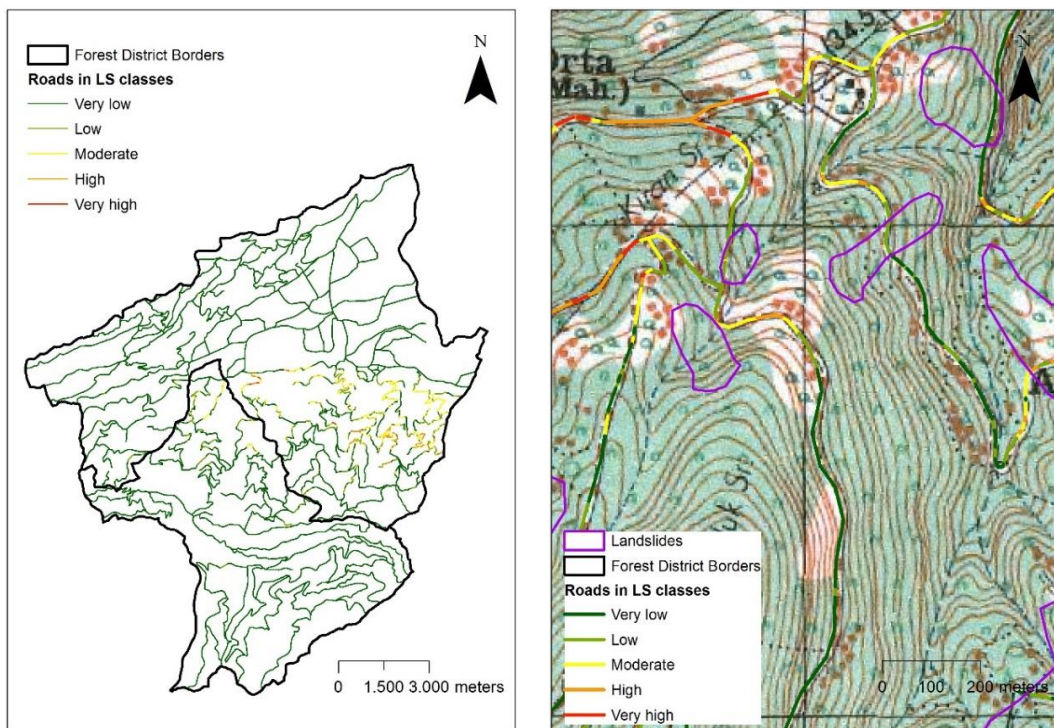 N
Forest District Borders
Roads in LS classes
Very low
Low
Moderate
High
Very high
0 1.500 3.000 meters
N
Orta
Mah.)
Kıran Sr.
Landslides
Forest District Borders
Roads in LS classes
Very low
Low
Moderate
High
Very high
0 100 200 meters